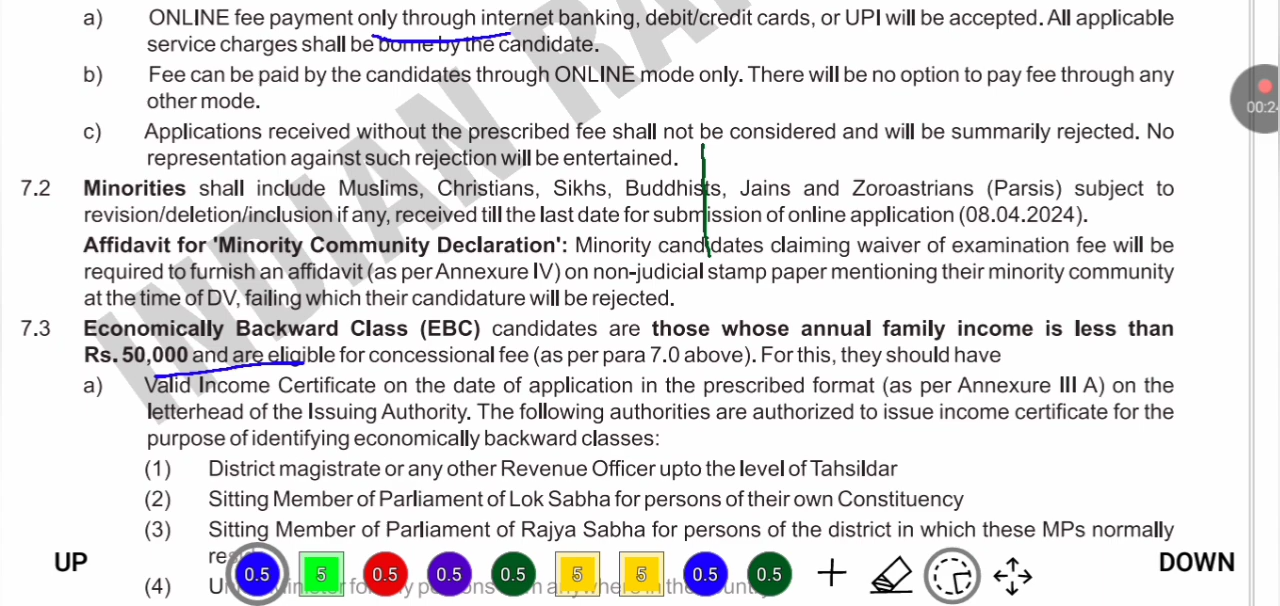 a) ONLINE fee payment only through internet banking, debit/credit cards, or UPI will be accepted. All applicable
service charges shall be borne by the candidate.
b) Fee can be paid by the candidates through ONLINE mode only. There will be no option to pay fee through any
other mode.
c) Applications received without the prescribed fee shall not be considered and will be summarily rejected. No
representation against such rejection will be entertained.
7.2 Minorities shall include Muslims, Christians, Sikhs, Buddhists, Jains and Zoroastrians (Parsis) subject to
revision/deletion/inclusion if any, received till the last date for submission of online application (08.04.2024).
Affidavit for 'Minority Community Declaration': Minority candidates claiming waiver of examination fee will be
required to furnish an affidavit (as per Annexure IV) on non-judicial stamp paper mentioning their minority community
at the time of DV, failing which their candidature will be rejected.
7.3 Economically Backward Class (EBC) candidates are those whose annual family income is less than
Rs. 50,000 and are eligible for concessional fee (as per para 7.0 above). For this, they should have
a) Valid Income Certificate on the date of application in the prescribed format (as per Annexure III A) on the
letterhead of the Issuing Authority. The following authorities are authorized to issue income certificate for the
purpose of identifying economically backward classes:
(1) District magistrate or any other Revenue Officer upto the level of Tahsildar
(2) Sitting Member of Parliament of Lok Sabha for persons of their own Constituency
(3) Sitting Member of Parliament of Rajya Sabha for persons of the district in which these MPs normally
(4)
UP 0.5 5 0.5 0.5 0.5 5 5 0.5 0.5 DOWN
INDIAN